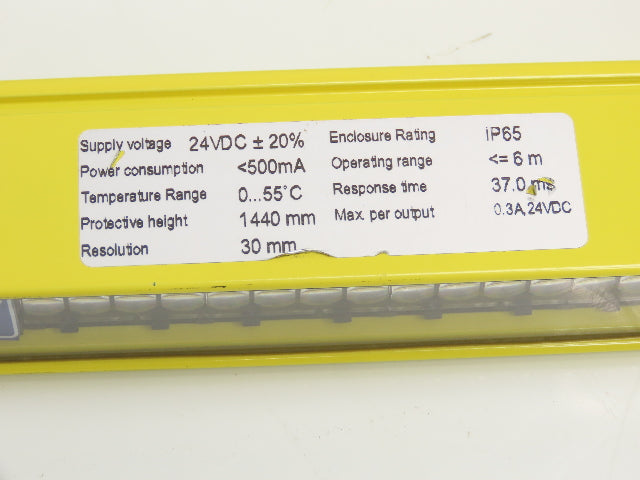 Supply voltage 24VDC ± 20% Enclosure Rating IP65
Power consumption <500mA Operating range <= 6 m
Temperature Range 0...55°C Response time 37.0 ms
Protective height 1440 mm Max. per output 0.3A,24VDC
Resolution 30 mm